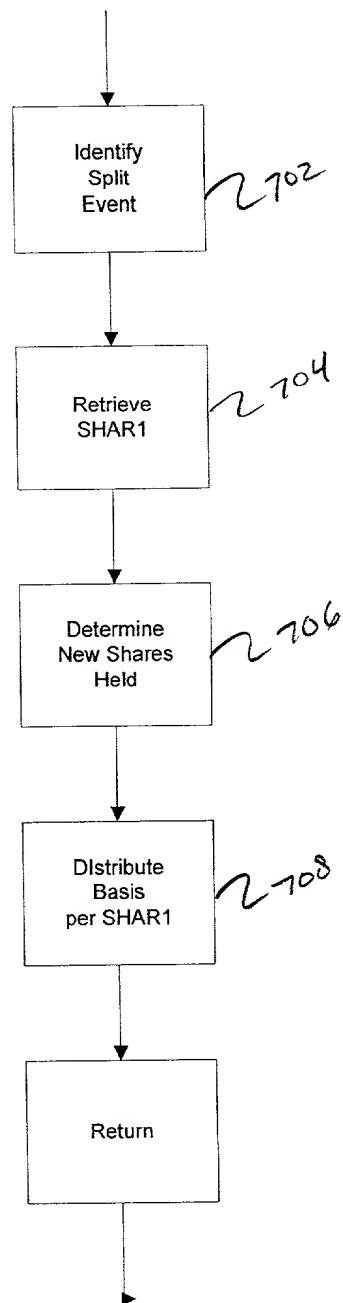 Identify
Split
Event
702
Retrieve
SHAR1
704
Determine
New Shares
Held
706
DIstribute
Basis
per SHAR1
708
Return